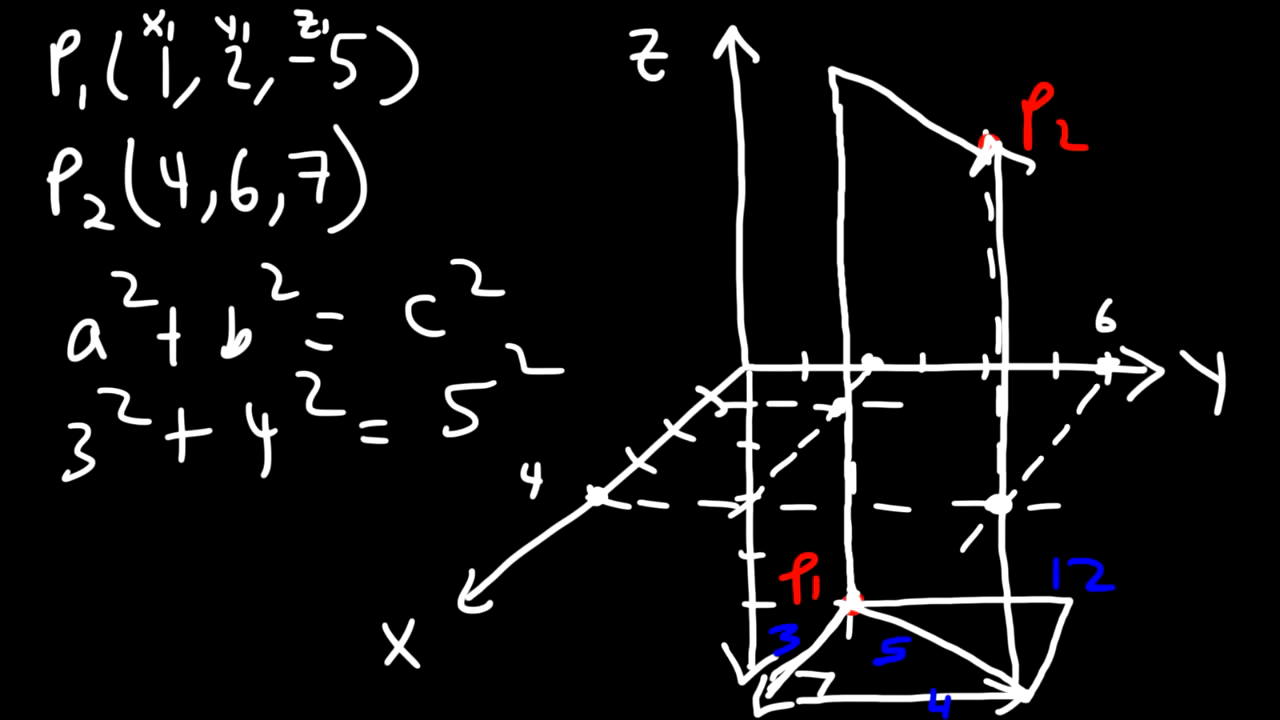 x₁ y₁ z₁
P₁(1, 2, -5)
P₂(4, 6, 7)
a² + b² = c²
3² + 4² = 5²
Z
P₂
6
Y
4
P₁
12
3
5
X
4